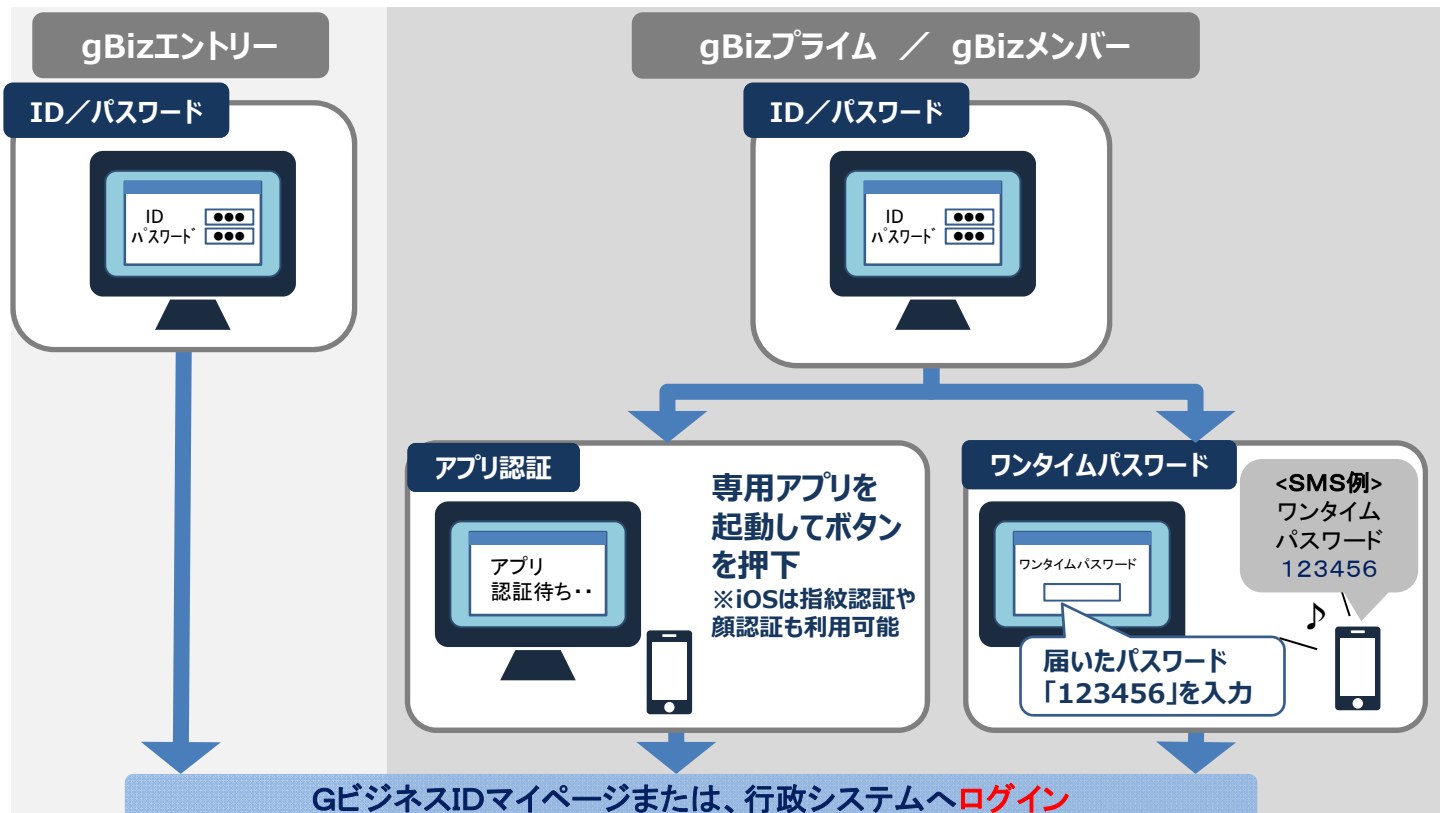 gBizエントリー
ID／パスワード
ID ●●●
パスワード ●●●
gBizプライム ／ gBizメンバー
ID／パスワード
ID ●●●
パスワード ●●●
アプリ認証
アプリ
認証待ち・・
専用アプリを
起動してボタン
を押下
※iOSは指紋認証や
顔認証も利用可能
ワンタイムパスワード
ワンタイムパスワード
<SMS例>
ワンタイム
パスワード
123456
♪
届いたパスワード
「123456」を入力
GビジネスIDマイページまたは、行政システムへログイン